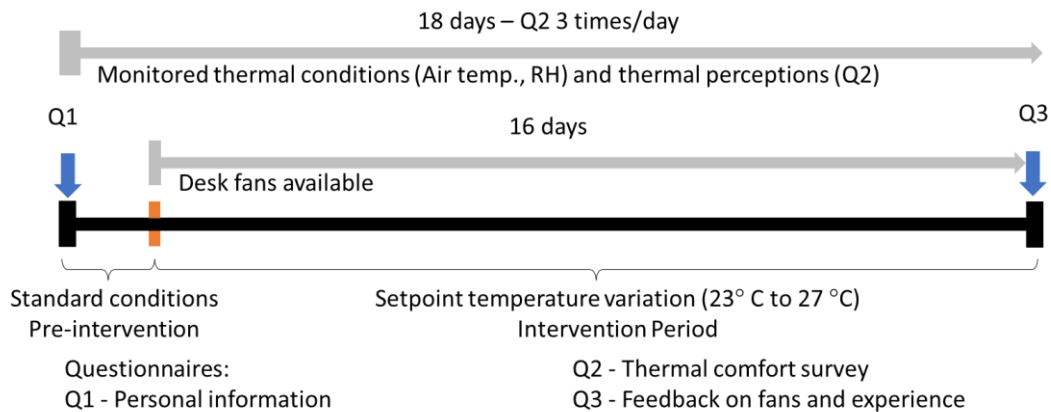 18 days – Q2 3 times/day
Monitored thermal conditions (Air temp., RH) and thermal perceptions (Q2)
Q1
Q3
16 days
Desk fans available
Standard conditions
Pre-intervention
Setpoint temperature variation (23° C to 27 °C)
Intervention Period
Questionnaires:
Q1 - Personal information
Q2 - Thermal comfort survey
Q3 - Feedback on fans and experience